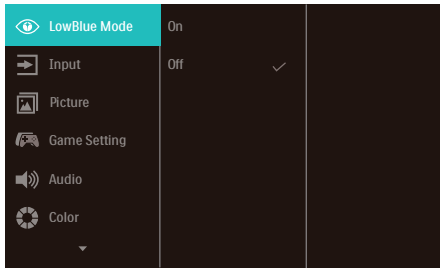 LowBlue Mode
On
Input
Off
Picture
Game Setting
Audio
Color